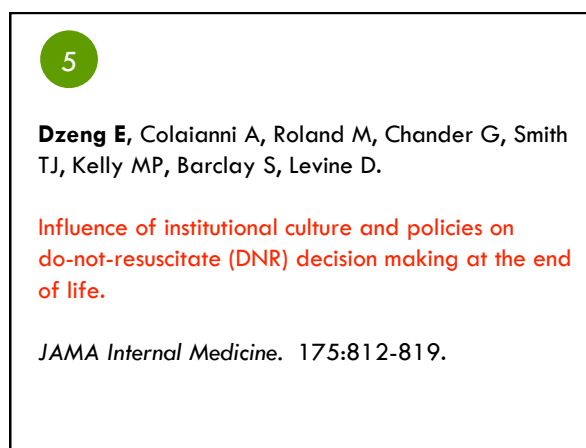 5
Dzeng E, Colaianni A, Roland M, Chander G, Smith
TJ, Kelly MP, Barclay S, Levine D.
Influence of institutional culture and policies on
do-not-resuscitate (DNR) decision making at the end
of life.
JAMA Internal Medicine. 175:812-819.